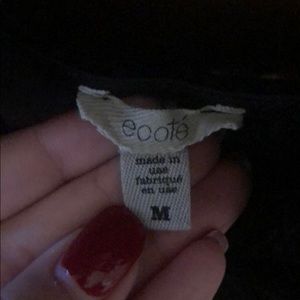 ecoté
made in
usa
fabriqué
en usa
M